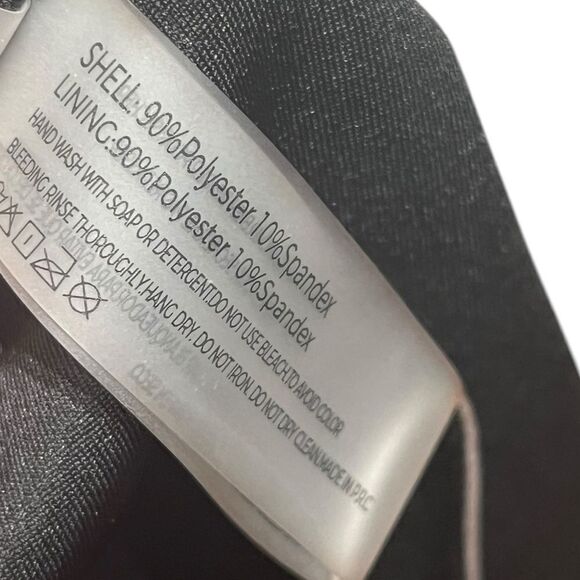 SHELL: 90%Polyester 10%Spandex
LINING:90%Polyester 10%Spandex
HAND WASH WITH SOAP OR DETERGENT.DO NOT USE BLEACH,TO AVOID COLOR
BLEEDING RINSE THOROUGHLY.HANG DRY. DO NOT IRON. DO NOT DRY CLEAN.MADE IN P.R.C